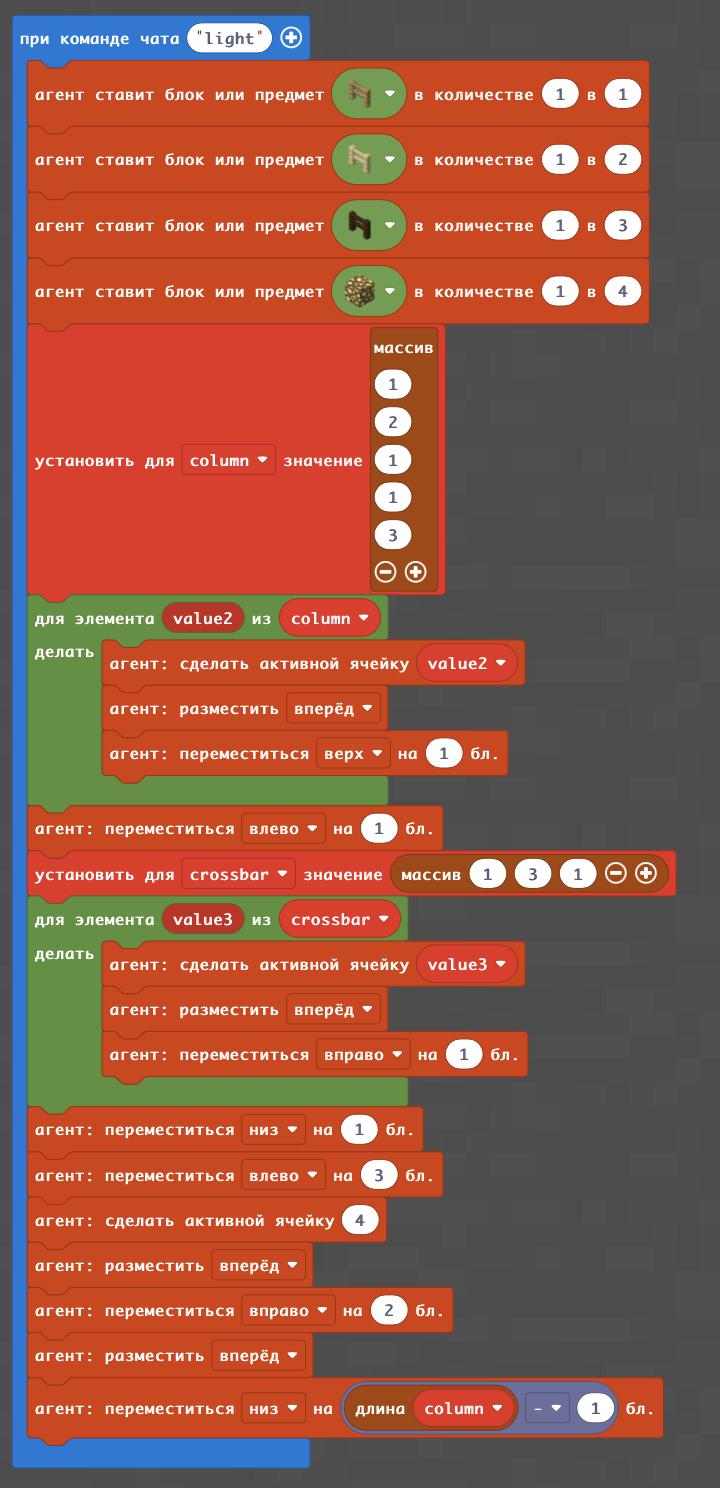 при команде чата "light"
агент ставит блок или предмет в количестве 1 в 1
агент ставит блок или предмет в количестве 1 в 2
агент ставит блок или предмет в количестве 1 в 3
агент ставит блок или предмет в количестве 1 в 4
массив
1
2
1
установить для column значение
1
3
для элемента value2 из column
делать
агент: сделать активной ячейку value2
агент: разместить вперёд
агент: переместиться верх на 1 бл.
агент: переместиться влево на 1 бл.
установить для crossbar значение массив 1 3 1
для элемента value3 из crossbar
делать
агент: сделать активной ячейку value3
агент: разместить вперёд
агент: переместиться вправо на 1 бл.
агент: переместиться низ на 1 бл.
агент: переместиться влево на 3 бл.
агент: сделать активной ячейку 4
агент: разместить вперёд
агент: переместиться вправо на 2 бл.
агент: разместить вперёд
агент: переместиться низ на длина column - 1 бл.